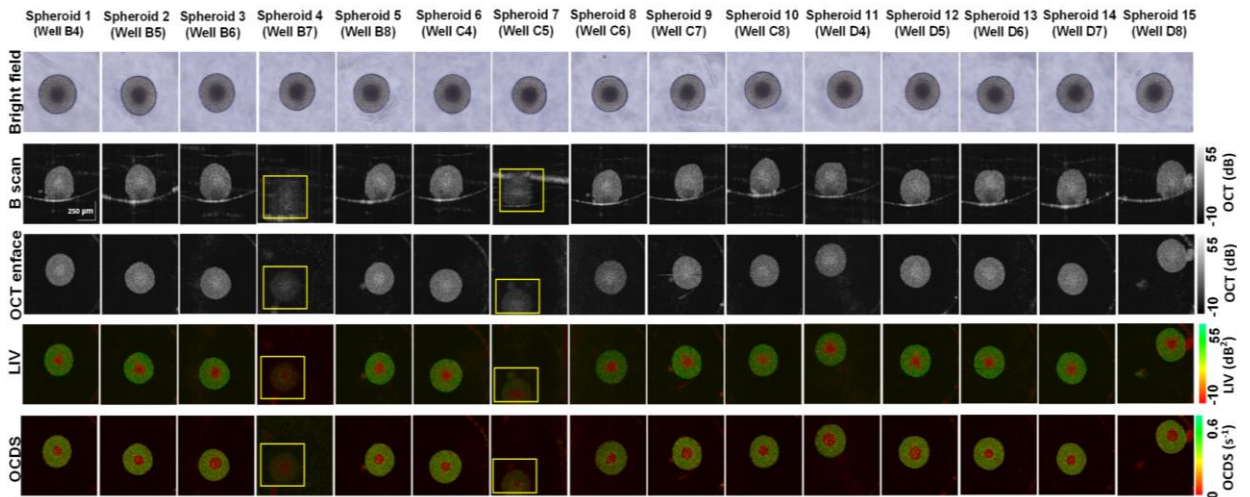 Spheroid 1 Spheroid 2 Spheroid 3 Spheroid 4 Spheroid 5 Spheroid 6 Spheroid 7 Spheroid 8 Spheroid 9 Spheroid 10 Spheroid 11 Spheroid 12 Spheroid 13 Spheroid 14 Spheroid 15
(Well B4) (Well B5) (Well B6) (Well B7) (Well B8) (Well C4) (Well C5) (Well C6) (Well C7) (Well C8) (Well D4) (Well D5) (Well D6) (Well D7) (Well D8)
Bright field
B scan
250 µm
55
-10
OCT (dB)
OCT enface
55
-10
OCT (dB)
LIV
55
-10
LIV (dB²)
OCDS
0.6
0
OCDS (s⁻¹)